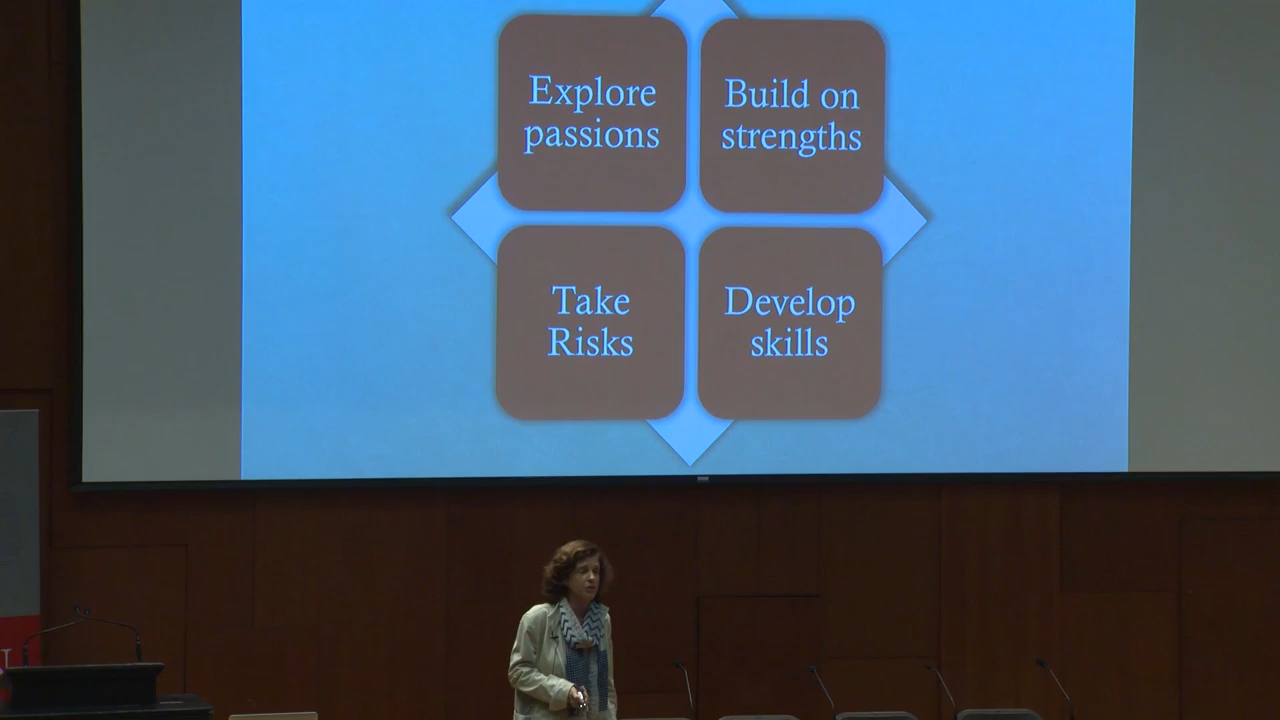 Explore
passions
Build on
strengths
Take
Risks
Develop
skills